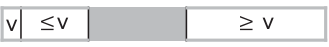 v ≤v ≥ v